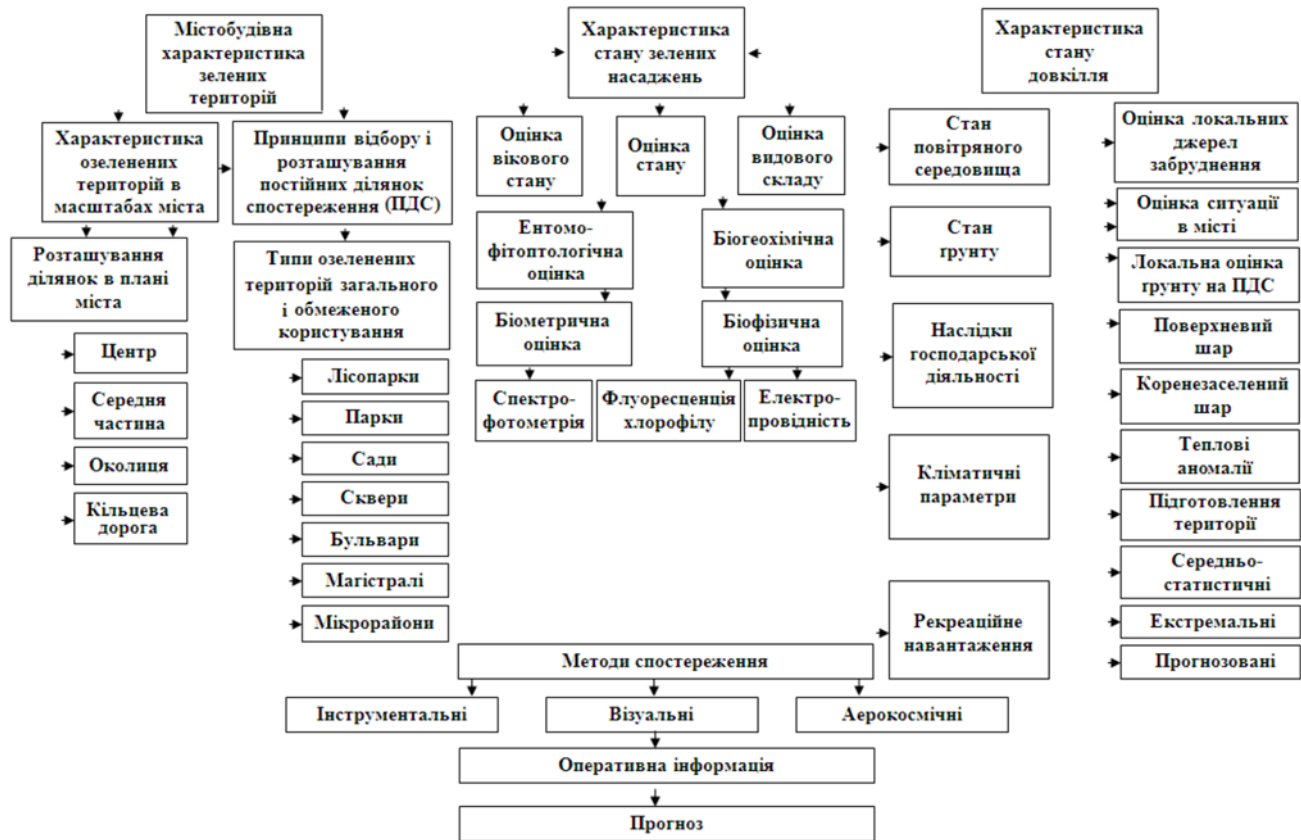 Містобудівна
характеристика
зелених
територій
Характеристика
стану зелених
насаджень
Характеристика
стану
довкілля
Характеристика
озеленених
територій в
масштабах міста
Принципи відбору і
розташування
постійних ділянок
спостереження (ПДС)
Оцінка
вікового
стану
Оцінка
стану
Оцінка
видового
складу
Стан
повітряного
середовища
Оцінка локальних
джерел
забруднення
Розташування
ділянок в плані
міста
Типи озеленених
територій загального
і обмеженого
користування
Ентомо-
фітоптологічна
оцінка
Біогеохімічна
оцінка
Стан
ґрунту
Оцінка ситуації
в місті
Локальна оцінка
ґрунту на ПДС
Біометрична
оцінка
Біофізична
оцінка
Наслідки
господарської
діяльності
Поверхневий
шар
Коренезаселений
шар
Центр
Середня
частина
Околиця
Кільцева
дорога
Лісопарки
Парки
Сади
Сквери
Бульвари
Магістралі
Мікрорайони
Спектро-
фотометрія
Флуоресценція
хлорофілу
Електро-
провідність
Кліматичні
параметри
Теплові
аномалії
Підготовлення
території
Середньо-
статистичні
Екстремальні
Прогнозовані
Рекреаційне
навантаження
Методи спостереження
Інструментальні
Візуальні
Аерокосмічні
Оперативна інформація
Прогноз